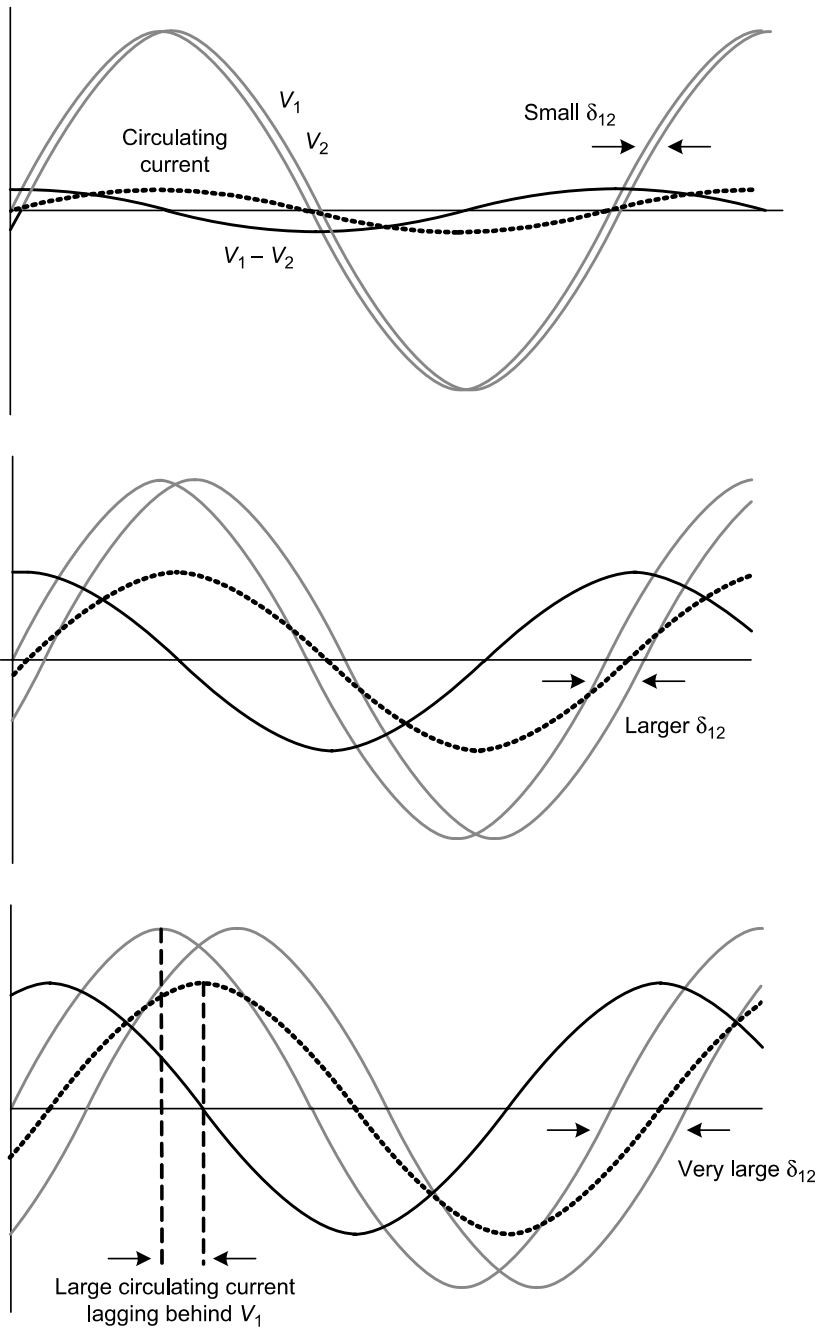 V₁
Small δ₁₂
Circulating
current
V₂
V₁ – V₂
Larger δ₁₂
Very large δ₁₂
Large circulating current
lagging behind V₁